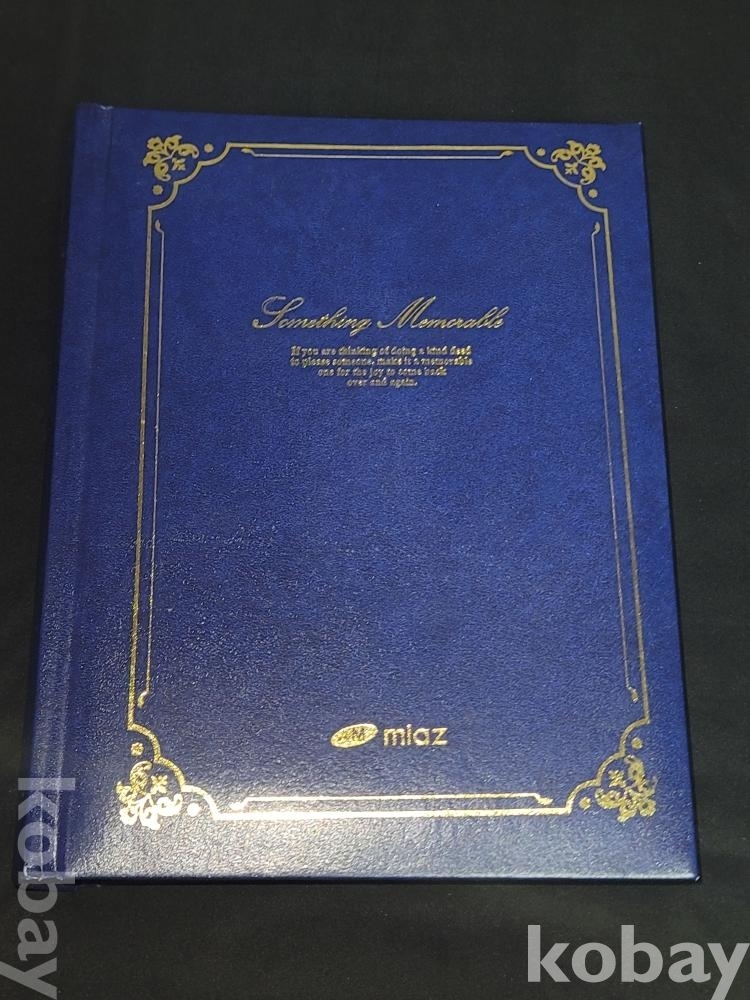 Something Memorable
If you are thinking of doing a kind deed
to please someone, make it a memorable
one for the joy to come back
over and again.
miaz
kobay
kobay